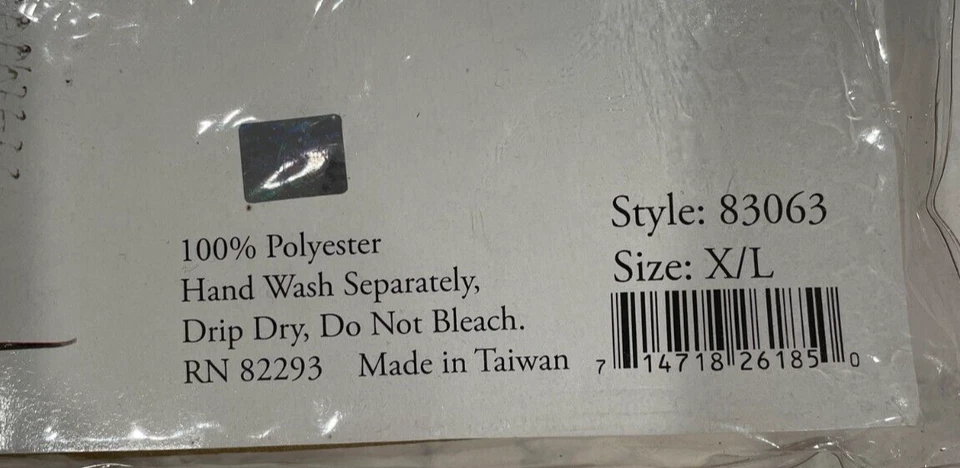 100% Polyester
Hand Wash Separately,
Drip Dry, Do Not Bleach.
RN 82293 Made in Taiwan
Style: 83063
Size: X/L
7 14718 26185 0